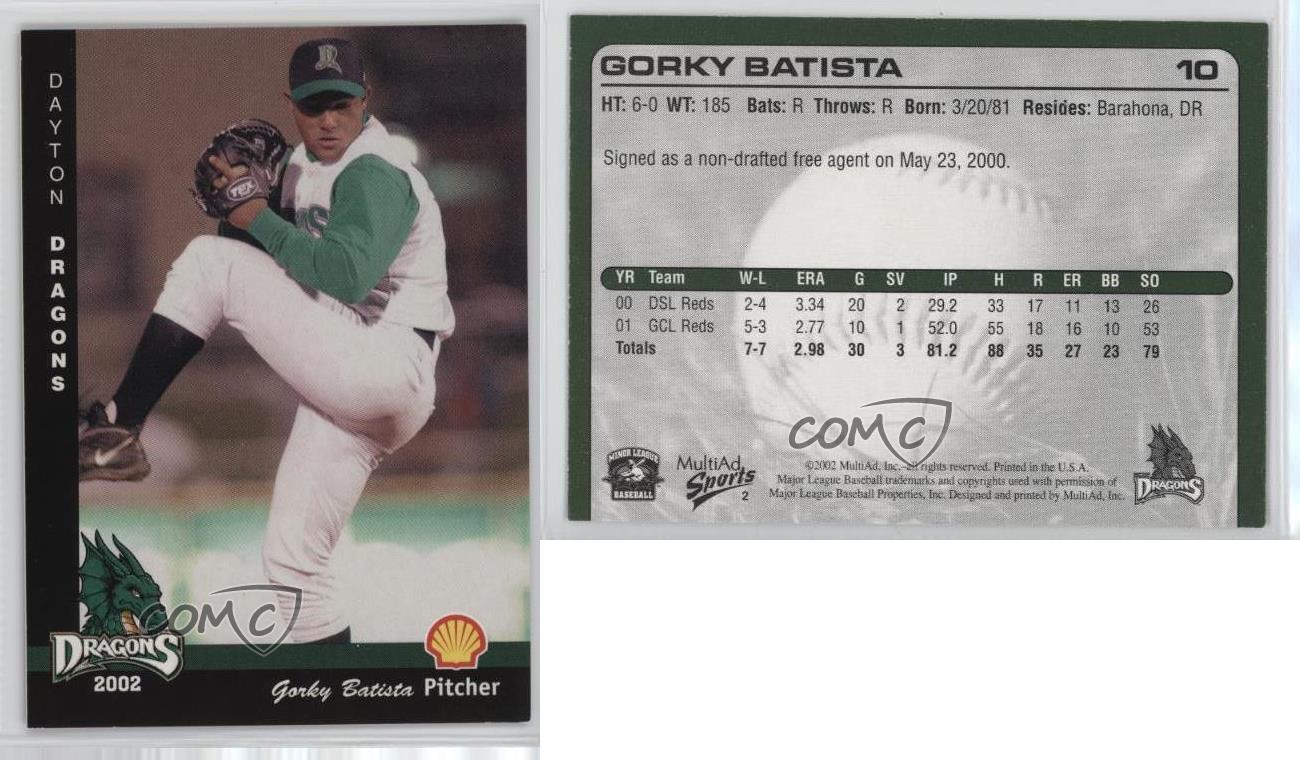 DAYTON DRAGONS
TPX
DRAGONS
2002
COMC
Gorky Batista Pitcher
GORKY BATISTA 10
HT: 6-0 WT: 185 Bats: R Throws: R Born: 3/20/81 Resides: Barahona, DR
Signed as a non-drafted free agent on May 23, 2000.
YR Team W-L ERA G SV IP H R ER BB SO
00 DSL Reds 2-4 3.34 20 2 29.2 33 17 11 13 26
01 GCL Reds 5-3 2.77 10 1 52.0 55 18 16 10 53
Totals 7-7 2.98 30 3 81.2 88 35 27 23 79
COMC
MINOR LEAGUE
BASEBALL
MultiAd
Sports
2
©2002 MultiAd, Inc.-all rights reserved. Printed in the U.S.A.
Major League Baseball trademarks and copyrights used with permission of
Major League Baseball Properties, Inc. Designed and printed by MultiAd, Inc.
DRAGONS